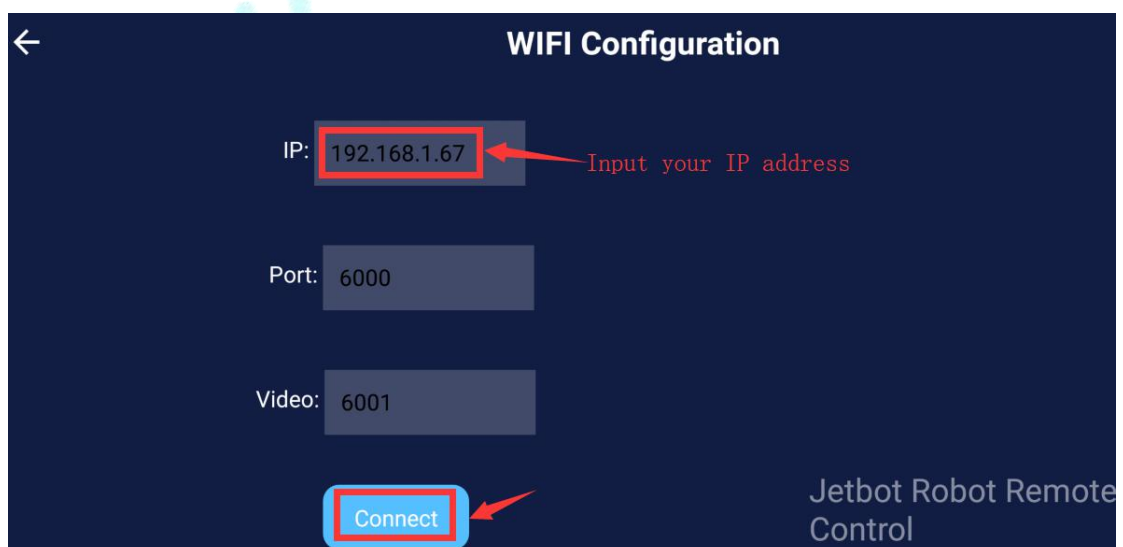 WIFI Configuration
IP: 192.168.1.67
Input your IP address
Port: 6000
Video: 6001
Connect
Jetbot Robot Remote
Control